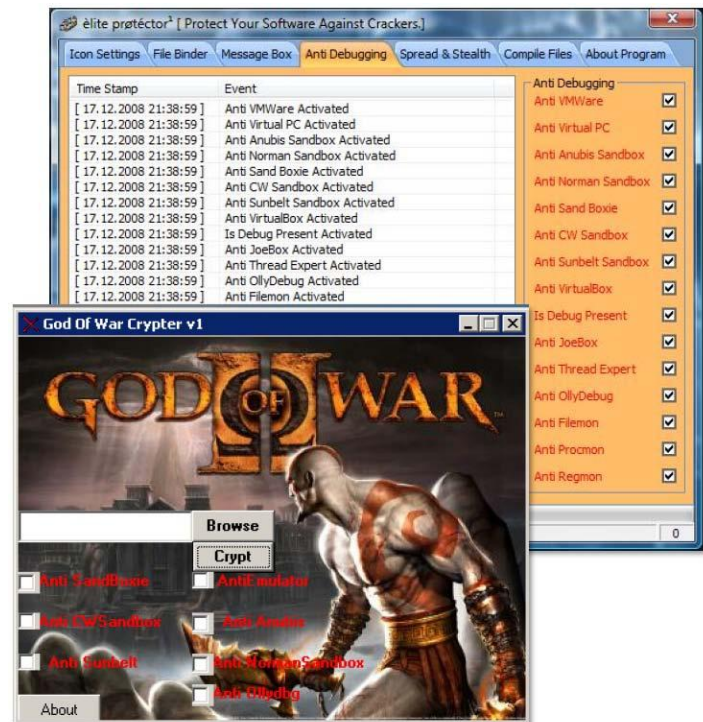 èlite prøtéctor¹ [ Protect Your Software Against Crackers.]
Icon Settings File Binder Message Box Anti Debugging Spread & Stealth Compile Files About Program
Time Stamp Event
[ 17.12.2008 21:38:59 ] Anti VMWare Activated
[ 17.12.2008 21:38:59 ] Anti Virtual PC Activated
[ 17.12.2008 21:38:59 ] Anti Anubis Sandbox Activated
[ 17.12.2008 21:38:59 ] Anti Norman Sandbox Activated
[ 17.12.2008 21:38:59 ] Anti Sand Boxie Activated
[ 17.12.2008 21:38:59 ] Anti CW Sandbox Activated
[ 17.12.2008 21:38:59 ] Anti Sunbelt Sandbox Activated
[ 17.12.2008 21:38:59 ] Anti VirtualBox Activated
[ 17.12.2008 21:38:59 ] Is Debug Present Activated
[ 17.12.2008 21:38:59 ] Anti JoeBox Activated
[ 17.12.2008 21:38:59 ] Anti Thread Expert Activated
[ 17.12.2008 21:38:59 ] Anti OllyDebug Activated
[ 17.12.2008 21:38:59 ] Anti Filemon Activated
Anti Debugging
Anti VMWare
Anti Virtual PC
Anti Anubis Sandbox
Anti Norman Sandbox
Anti Sand Boxie
Anti CW Sandbox
Anti Sunbelt Sandbox
Anti VirtualBox
Is Debug Present
Anti JoeBox
Anti Thread Expert
Anti OllyDebug
Anti Filemon
Anti Procmon
Anti Regmon
0
God Of War Crypter v1
GOD OF WAR
II
TM
Browse
Crypt
Anti SandBoxie AntiEmulator
Anti CWSandbox Anti Anubis
Anti Sunbelt Anti NormanSandbox
Anti Ollydbg
About